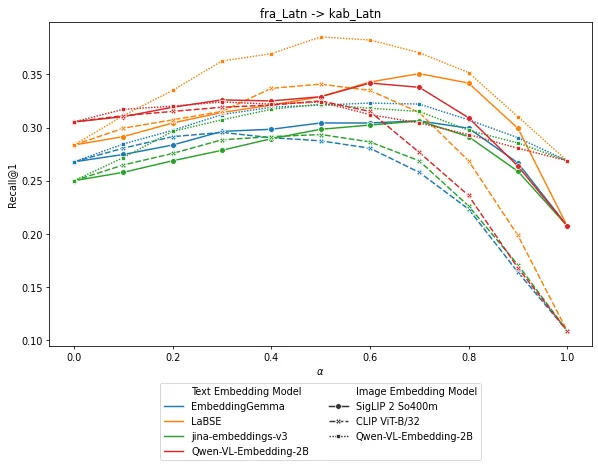 fra_Latn -> kab_Latn
Recall@1
0.35
0.30
0.25
0.20
0.15
0.10
0.0 0.2 0.4 0.6 0.8 1.0
α
Text Embedding Model
EmbeddingGemma
LaBSE
jina-embeddings-v3
Qwen-VL-Embedding-2B
Image Embedding Model
SigLIP 2 So400m
CLIP ViT-B/32
Qwen-VL-Embedding-2B